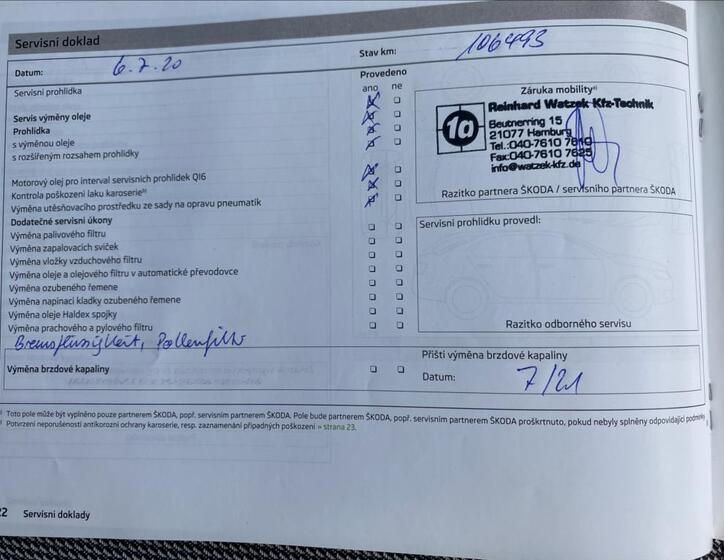 Servisní doklad
Datum: 6.7.20 Stav km: 106493
Servisní prohlídka Provedeno
ano ne
Servis výměny oleje
Prohlídka
s výměnou oleje
s rozšířeným rozsahem prohlídky
Motorový olej pro interval servisních prohlídek QI6
Kontrola poškození laku karoserie b)
Výměna utěsňovacího prostředku ze sady na opravu pneumatik
Dodatečné servisní úkony
Výměna palivového filtru
Výměna zapalovacích svíček
Výměna vložky vzduchového filtru
Výměna oleje a olejového filtru v automatické převodovce
Výměna ozubeného řemene
Výměna napínací kladky ozubeného řemene
Výměna oleje Haldex spojky
Výměna prachového a pylového filtru
Bremsflüssigkeit, Pollenfilter
Výměna brzdové kapaliny
Záruka mobility a)
1a
Reinhard Watzek Kfz-Technik
Beutnerring 15
21077 Hamburg
Tel.:040-7610 7610
Fax:040-7610 7625
info@watzek-kfz.de
Razítko partnera ŠKODA / servisního partnera ŠKODA
Servisní prohlídku provedl:
Razítko odborného servisu
Příští výměna brzdové kapaliny
Datum: 7/21
a) Toto pole může být vyplněno pouze partnerem ŠKODA, popř. servisním partnerem ŠKODA. Pole bude partnerem ŠKODA, popř. servisním partnerem ŠKODA proškrtnuto, pokud nebyly splněny odpovídající podmínky
b) Potvrzení neporušenosti antikorozní ochrany karoserie, resp. zaznamenání případných poškození » strana 23.
22 Servisní doklady